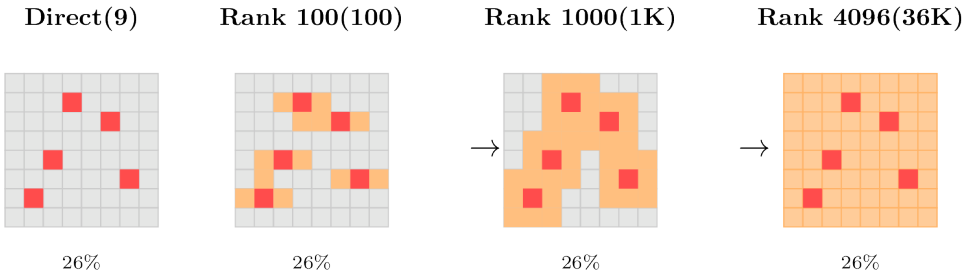 Direct(9) Rank 100(100) Rank 1000(1K) Rank 4096(36K)
→ →
26% 26% 26% 26%